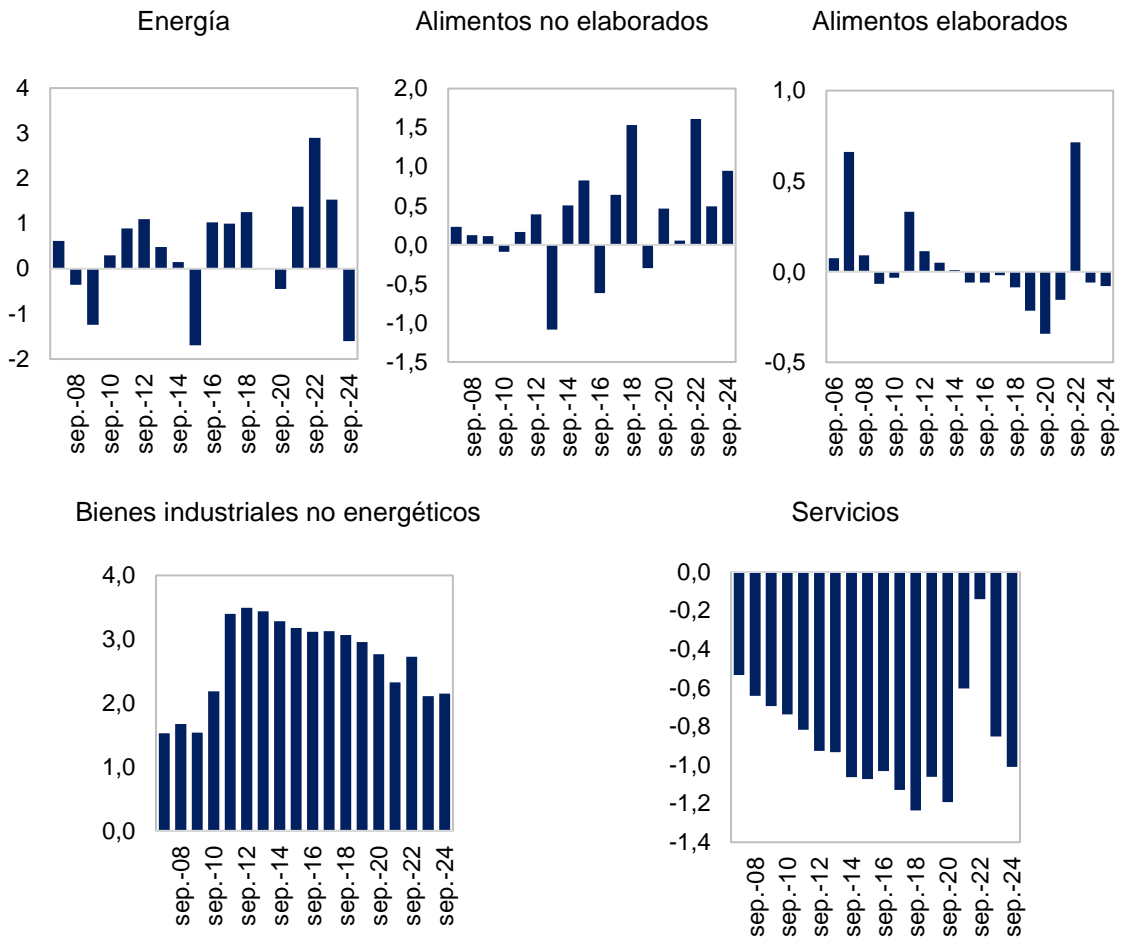 Energía
4
3
2
1
0
-1
-2
sep.-08
sep.-10
sep.-12
sep.-14
sep.-16
sep.-18
sep.-20
sep.-22
sep.-24
Alimentos no elaborados
2,0
1,5
1,0
0,5
0,0
-0,5
-1,0
-1,5
sep.-08
sep.-10
sep.-12
sep.-14
sep.-16
sep.-18
sep.-20
sep.-22
sep.-24
Alimentos elaborados
1,0
0,5
0,0
-0,5
sep.-06
sep.-08
sep.-10
sep.-12
sep.-14
sep.-16
sep.-18
sep.-20
sep.-22
sep.-24
Bienes industriales no energéticos
4,0
3,0
2,0
1,0
0,0
sep.-08
sep.-10
sep.-12
sep.-14
sep.-16
sep.-18
sep.-20
sep.-22
sep.-24
Servicios
0,0
-0,2
-0,4
-0,6
-0,8
-1,0
-1,2
-1,4
sep.-08
sep.-10
sep.-12
sep.-14
sep.-16
sep.-18
sep.-20
sep.-22
sep.-24